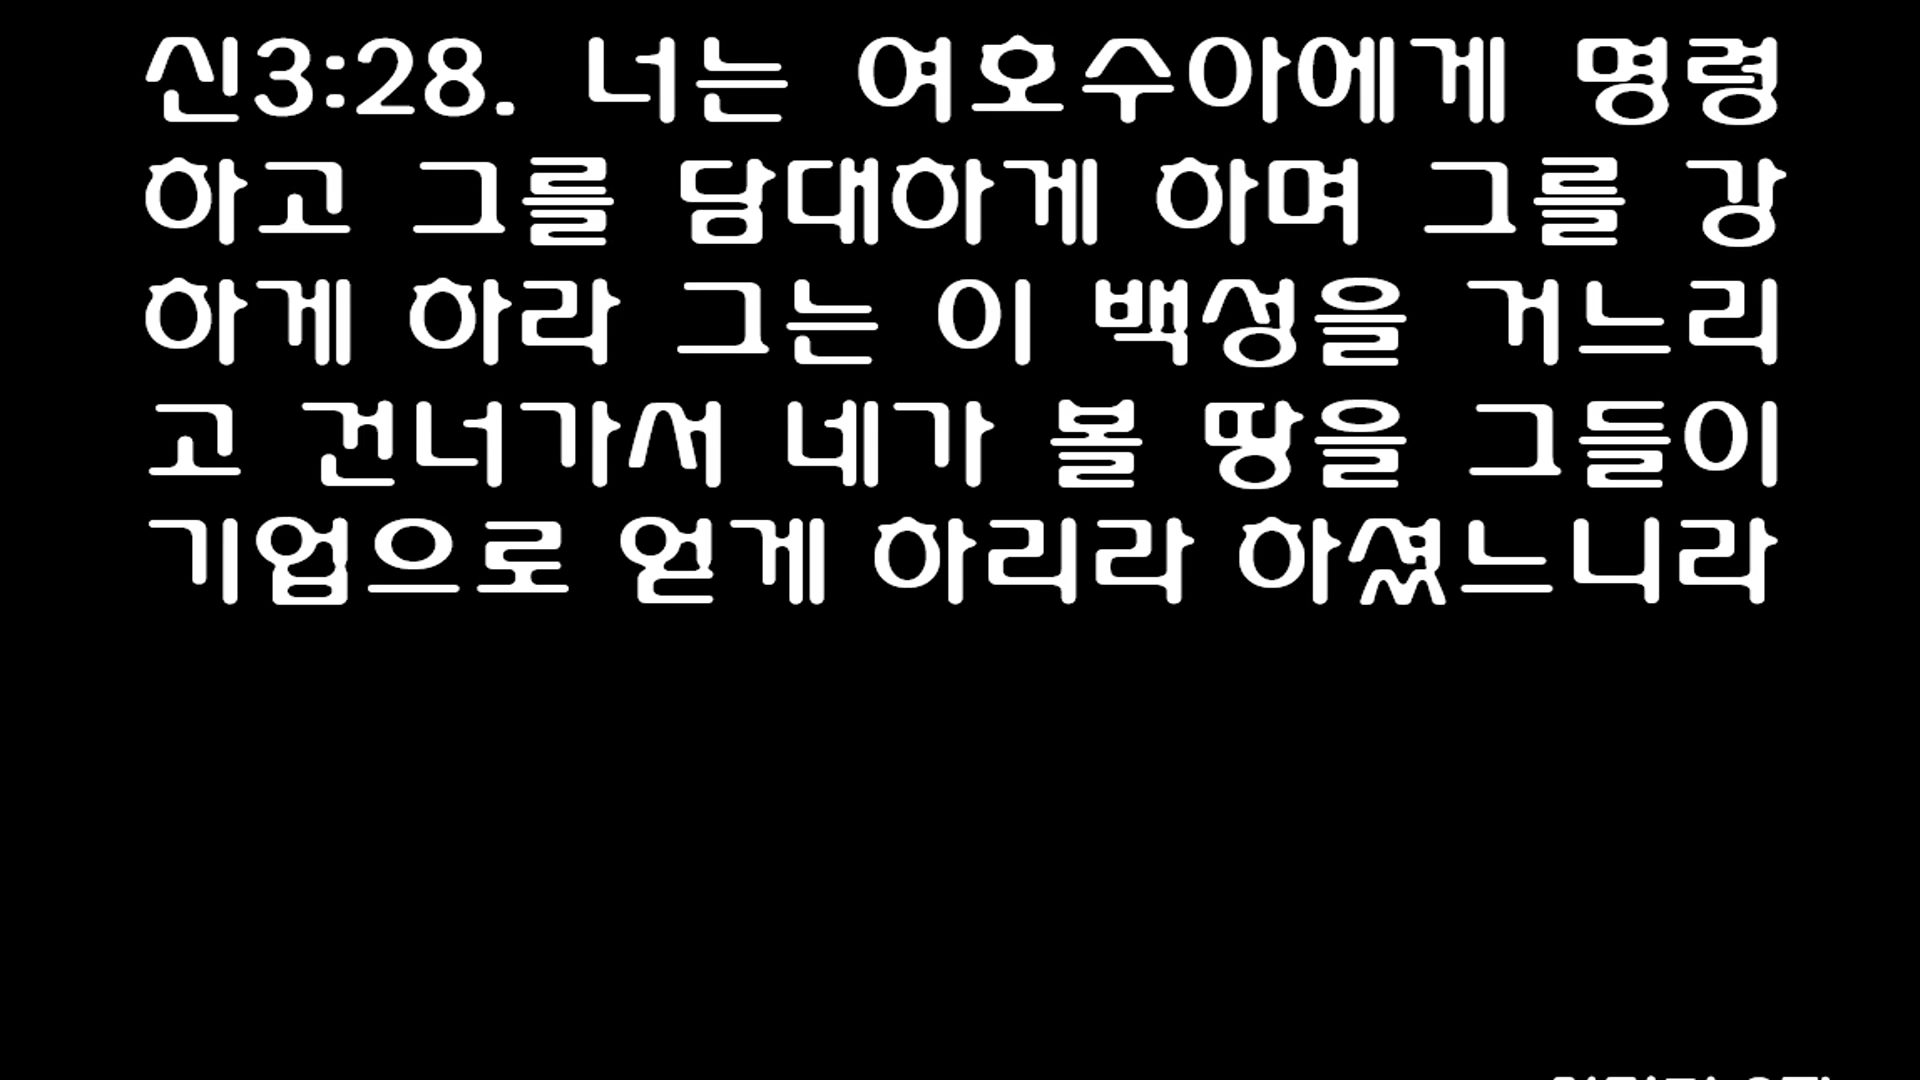 신3:28. 너는 여호수아에게 명령
하고 그를 담대하게 하며 그를 강
하게 하라 그는 이 백성을 거느리
고 건너가서 네가 볼 땅을 그들이
기업으로 얻게 하리라 하셨느니라